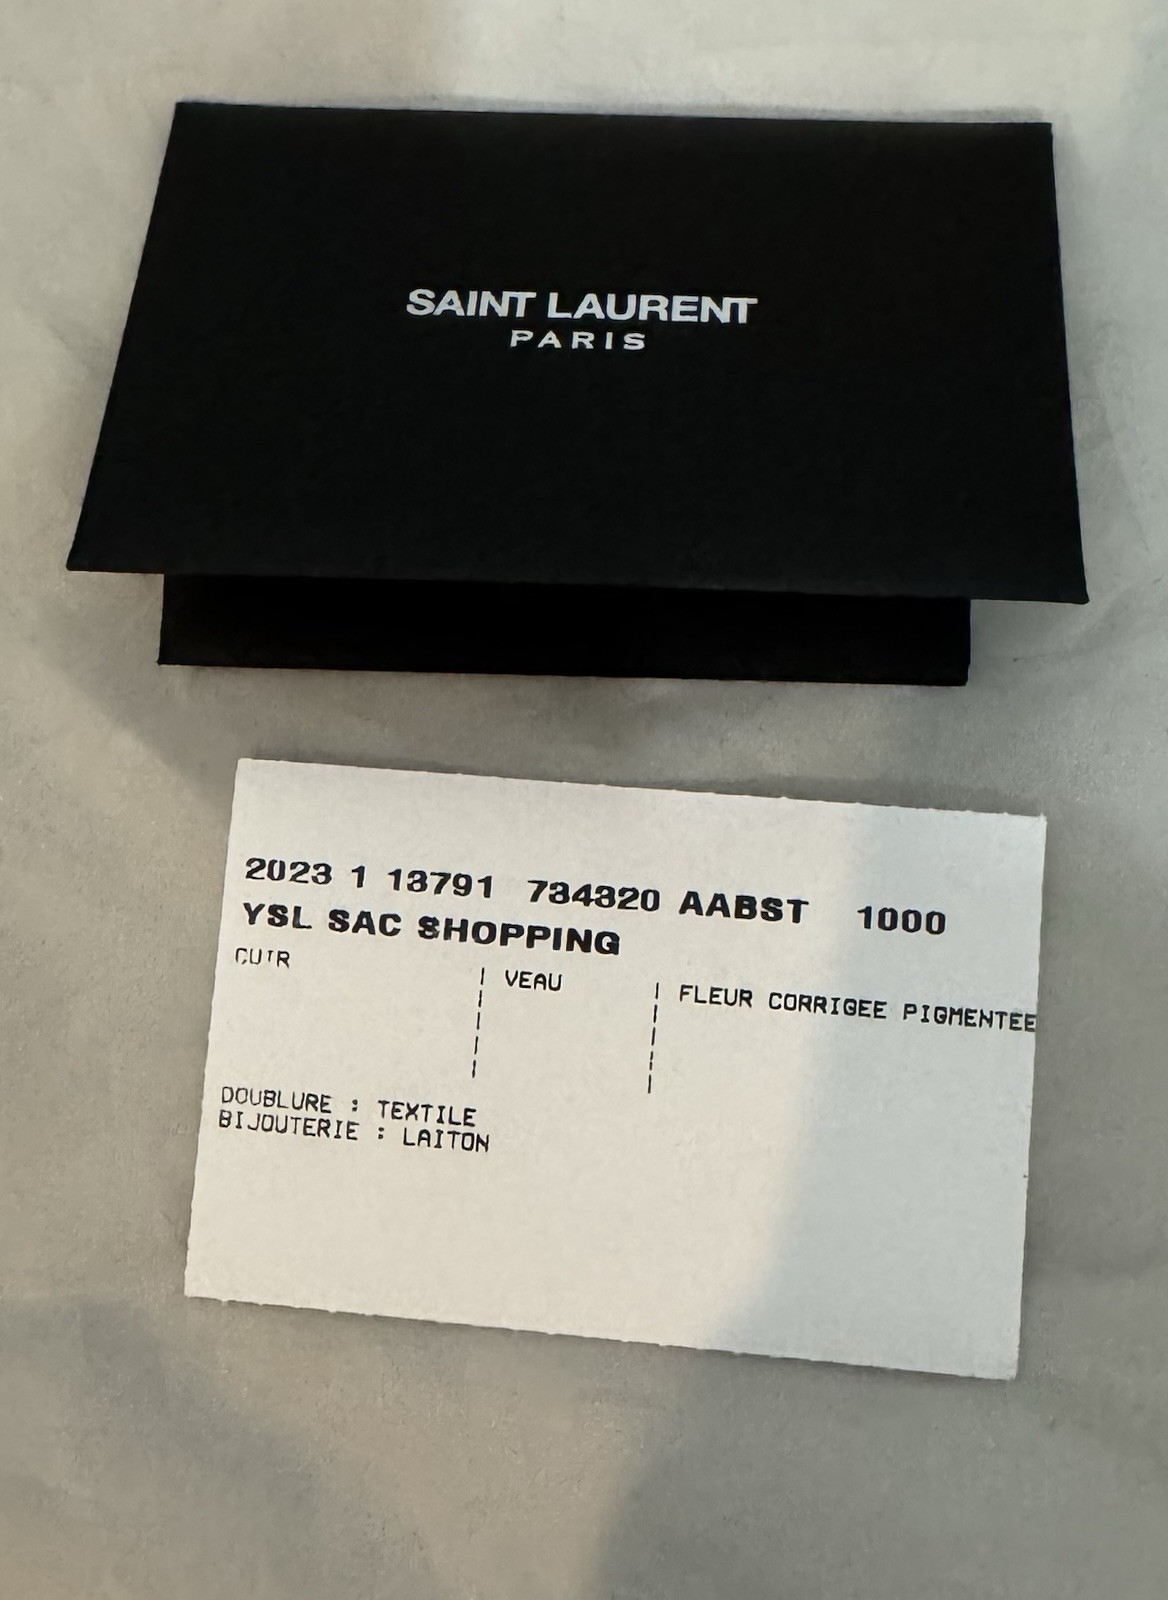 SAINT LAURENT
PARIS
2023 1 13791 734320 AABST 1000
YSL SAC SHOPPING
CUIR | VEAU | FLEUR CORRIGEE PIGMENTEE
DOUBLURE : TEXTILE
BIJOUTERIE : LAITON